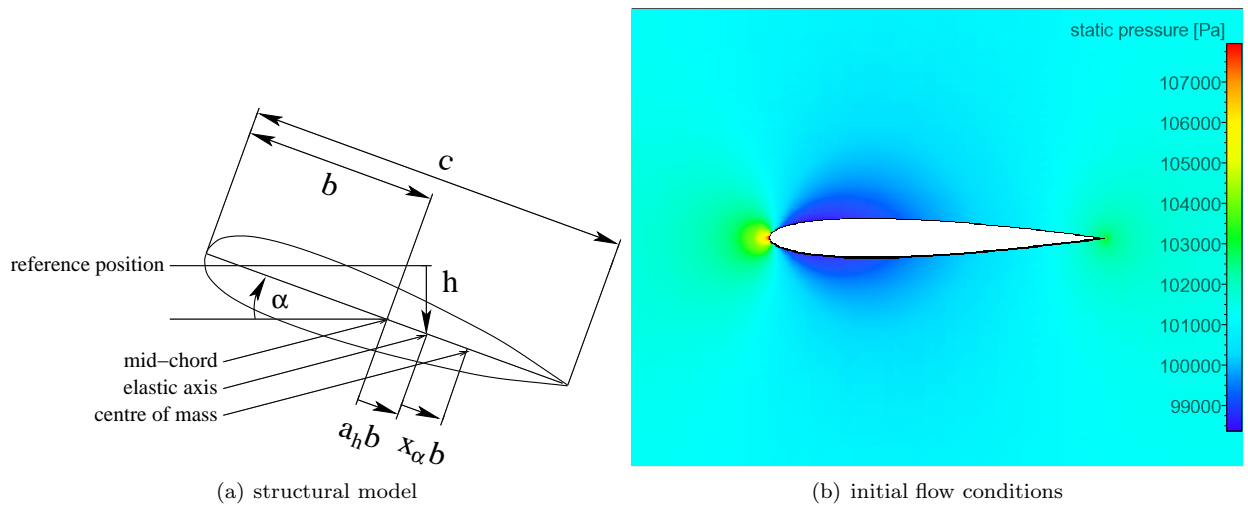 c
b
reference position
h
α
mid−chord
elastic axis
centre of mass
a_h b
x_α b
(a) structural model
static pressure [Pa]
107000
106000
105000
104000
103000
102000
101000
100000
99000
(b) initial flow conditions